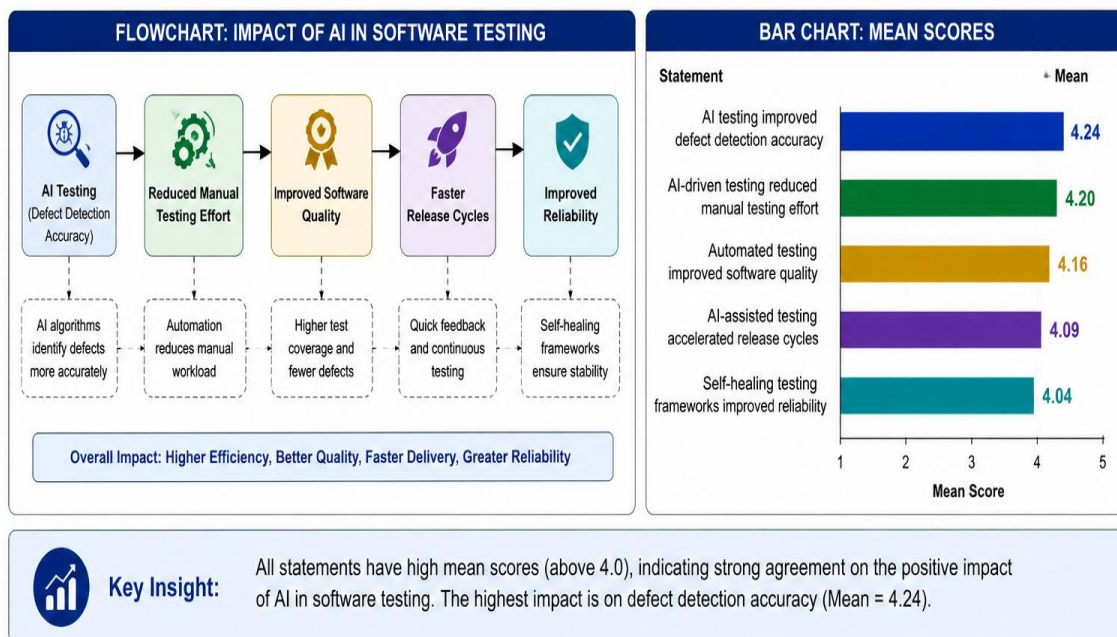 FLOWCHART: IMPACT OF AI IN SOFTWARE TESTING
AI Testing
(Defect Detection
Accuracy)
Reduced Manual
Testing Effort
Improved Software
Quality
Faster
Release Cycles
Improved
Reliability
AI algorithms
identify defects
more accurately
Automation
reduces manual
workload
Higher test
coverage and
fewer defects
Quick feedback
and continuous
testing
Self-healing
frameworks
ensure stability
Overall Impact: Higher Efficiency, Better Quality, Faster Delivery, Greater Reliability
BAR CHART: MEAN SCORES
Statement
Mean
AI testing improved
defect detection accuracy
4.24
AI-driven testing reduced
manual testing effort
4.20
Automated testing
improved software quality
4.16
AI-assisted testing
accelerated release cycles
4.09
Self-healing testing
frameworks improved reliability
4.04
1 2 3 4 5
Mean Score
Key Insight:
All statements have high mean scores (above 4.0), indicating strong agreement on the positive impact
of AI in software testing. The highest impact is on defect detection accuracy (Mean = 4.24).